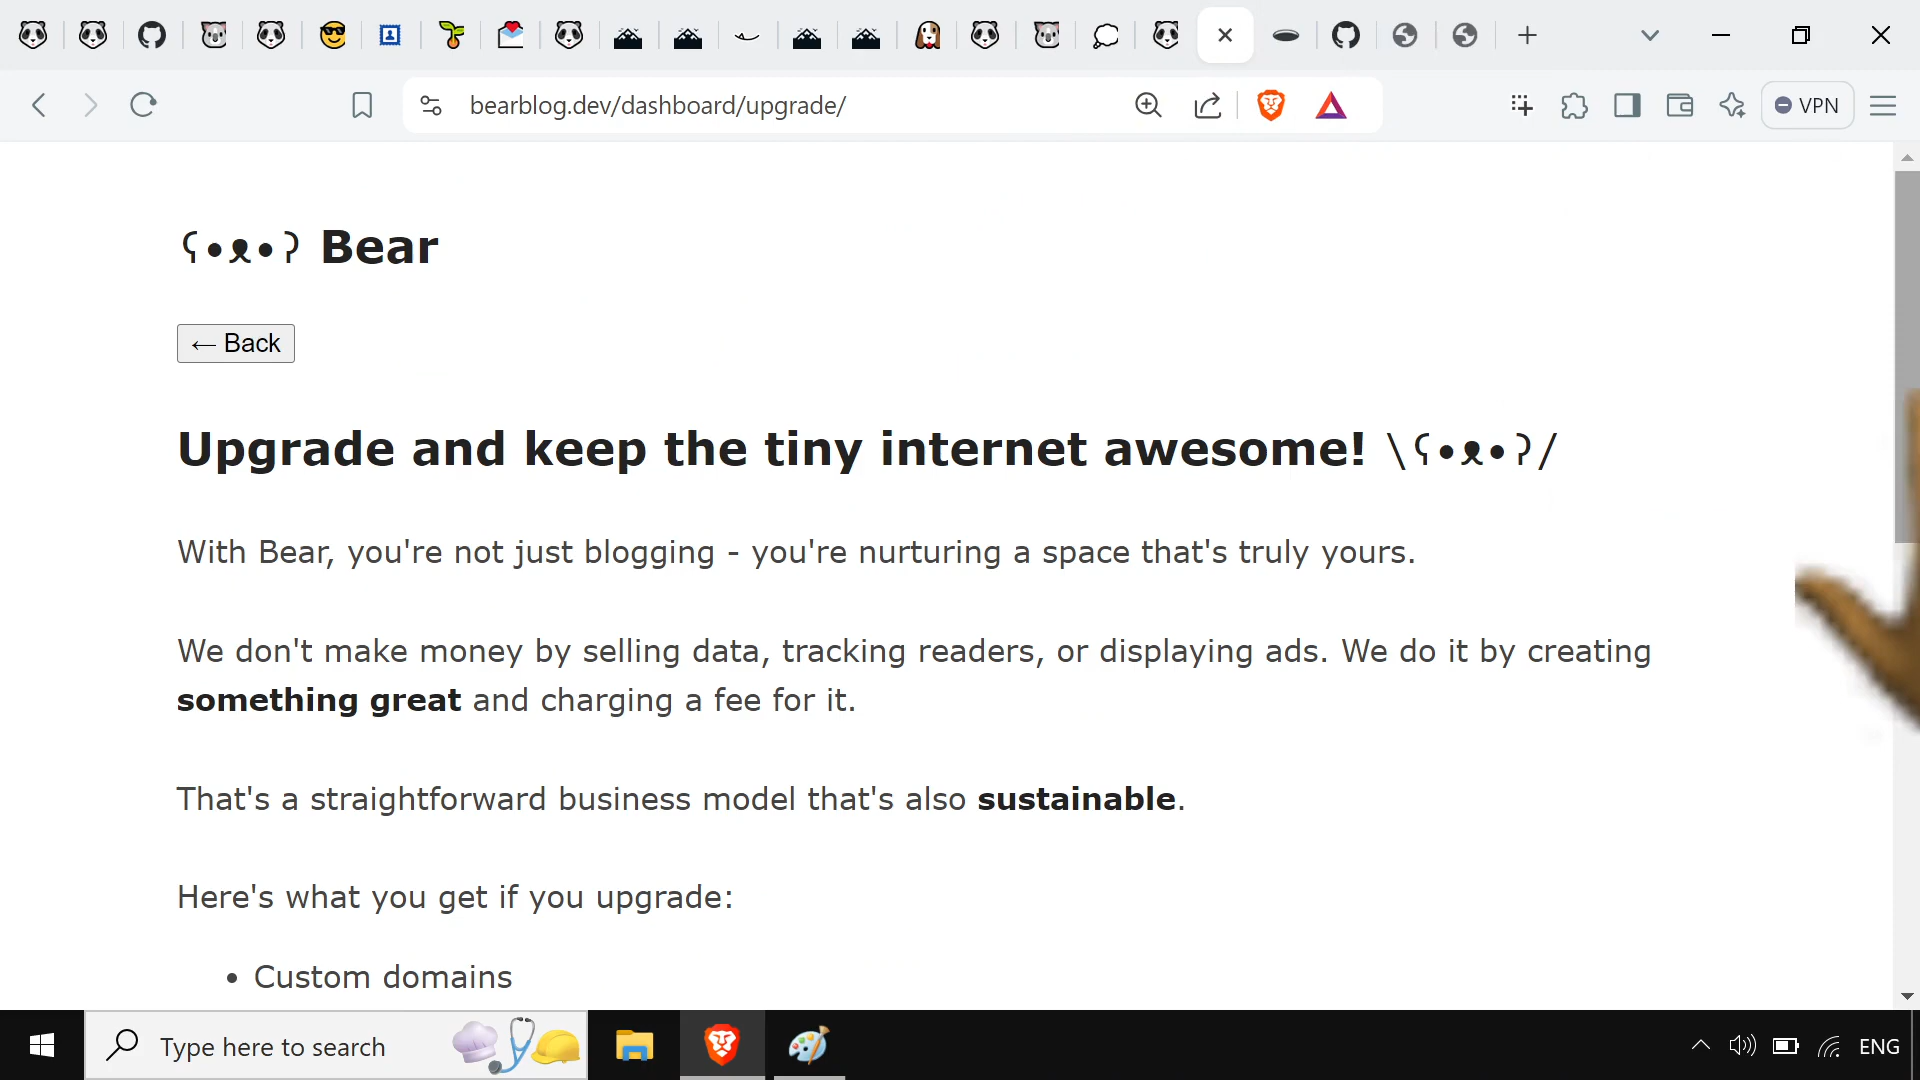 bearblog.dev/dashboard/upgrade/
VPN
ʕ•ᴥ•ʔ Bear
← Back
Upgrade and keep the tiny internet awesome! \ʕ•ᴥ•ʔ/
With Bear, you're not just blogging - you're nurturing a space that's truly yours.
We don't make money by selling data, tracking readers, or displaying ads. We do it by creating
something great and charging a fee for it.
That's a straightforward business model that's also sustainable.
Here's what you get if you upgrade:
• Custom domains
Type here to search
ENG